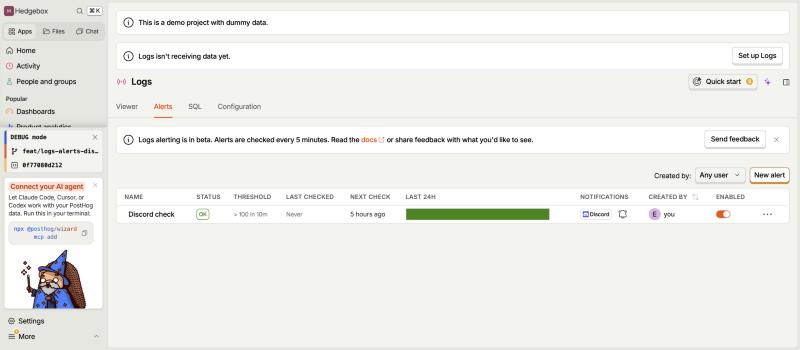 Hedgebox
⌘ K
Apps
Files
Chat
Home
Activity
People and groups
Popular
Dashboards
Product analytics
DEBUG mode
feat/logs-alerts-dis…
0f77080d212
Connect your AI agent
Let Claude Code, Cursor, or
Codex work with your PostHog
data. Run this in your terminal:
npx @posthog/wizard
mcp add
Settings
More
This is a demo project with dummy data.
Logs isn't receiving data yet.
Set up Logs
Logs
Quick start
Viewer
Alerts
SQL
Configuration
Logs alerting is in beta. Alerts are checked every 5 minutes. Read the docs or share feedback with what you'd like to see.
Send feedback
Created by:
Any user
New alert
NAME STATUS THRESHOLD LAST CHECKED NEXT CHECK LAST 24H NOTIFICATIONS CREATED BY ENABLED
Discord check OK > 100 in 10m Never 5 hours ago Discord E you